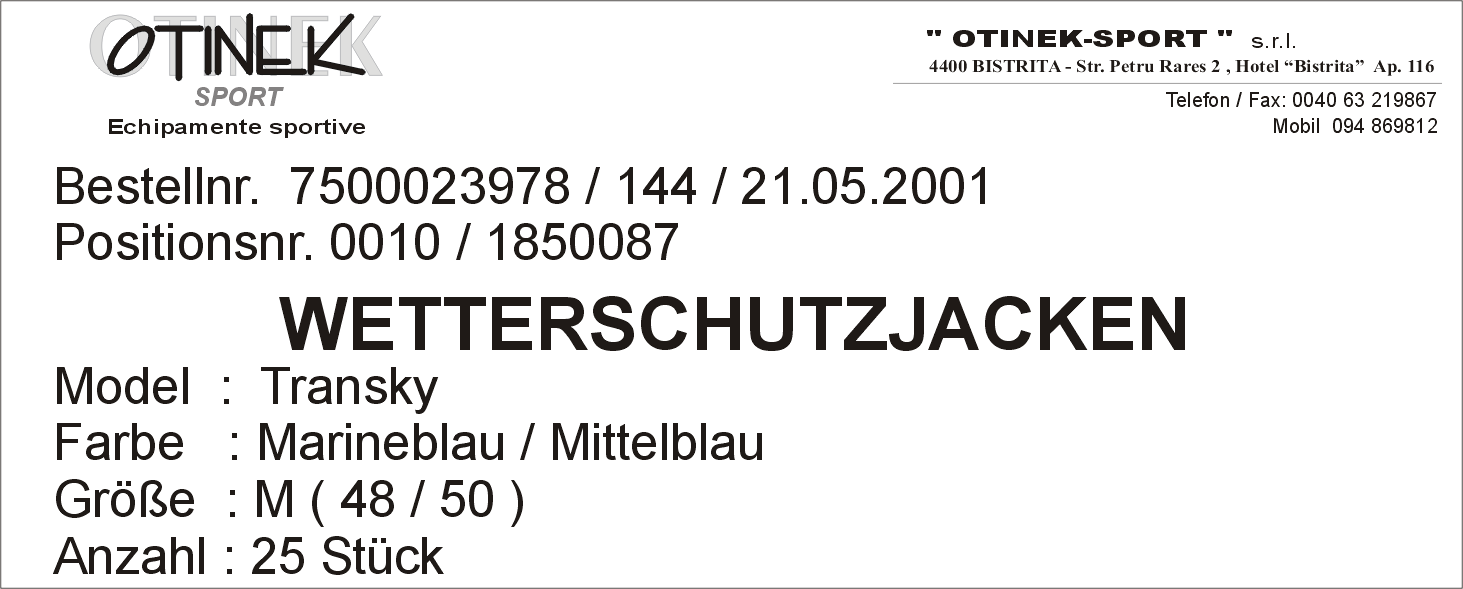 OTINEK
SPORT
Echipamente sportive
" OTINEK-SPORT " s.r.l.
4400 BISTRITA - Str. Petru Rares 2 , Hotel “Bistrita” Ap. 116
Telefon / Fax: 0040 63 219867
Mobil 094 869812
Bestellnr. 7500023978 / 144 / 21.05.2001
Positionsnr. 0010 / 1850087
WETTERSCHUTZJACKEN
Model : Transky
Farbe : Marineblau / Mittelblau
Größe : M ( 48 / 50 )
Anzahl : 25 Stück